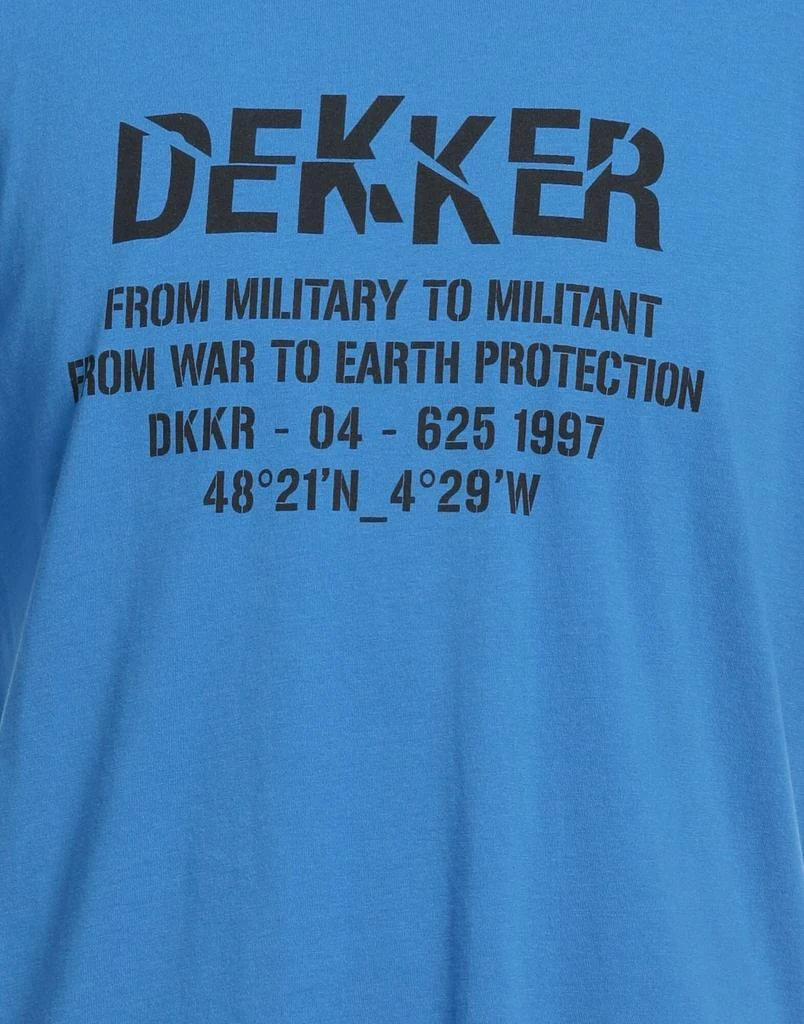 DEKKER
FROM MILITARY TO MILITANT
FROM WAR TO EARTH PROTECTION
DKKR - 04 - 625 1997
48°21'N_4°29'W